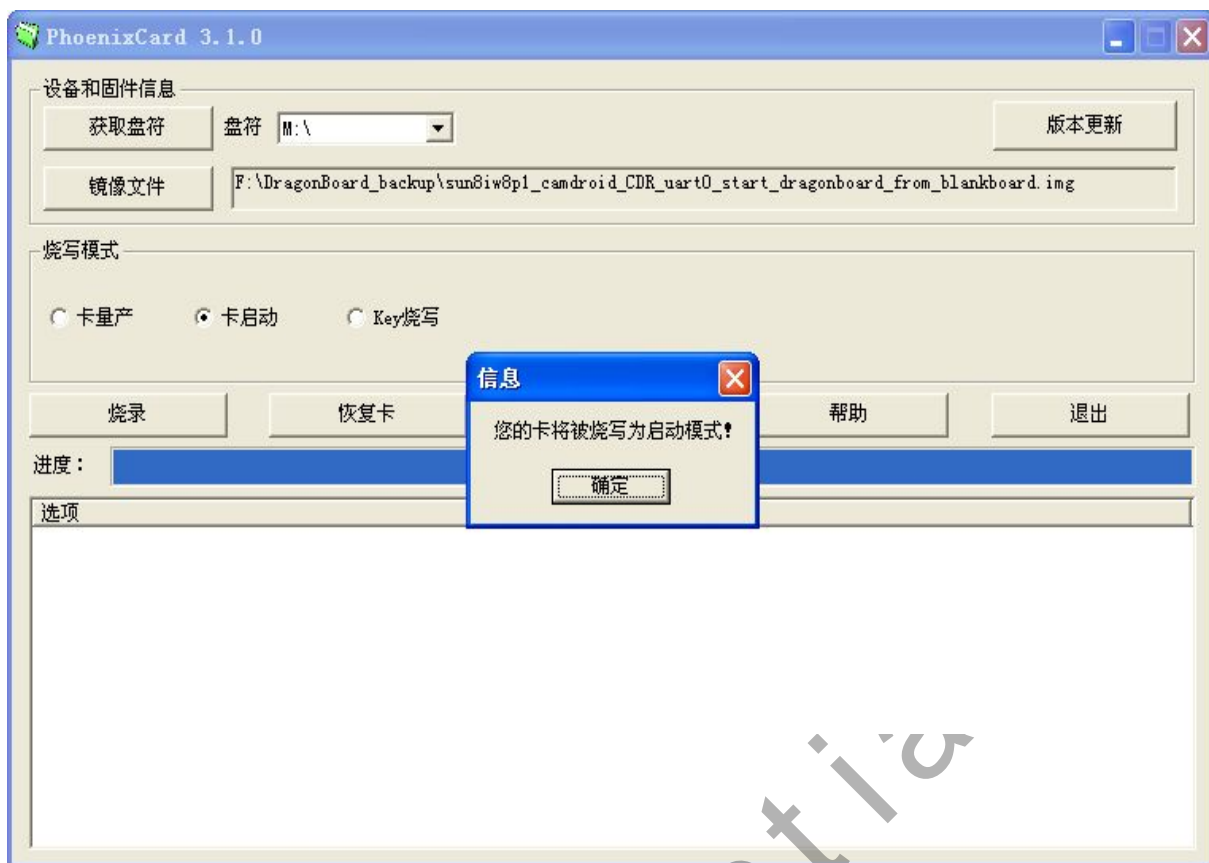 PhoenixCard 3.1.0
设备和固件信息
获取盘符 盘符 M:\ 版本更新
镜像文件 F:\DragonBoard_backup\sun8iw8p1_camdroid_CDR_uart0_start_dragonboard_from_blankboard.img
烧写模式
卡量产 卡启动 Key烧写
信息
您的卡将被烧写为启动模式!
确定
烧录 恢复卡 帮助 退出
进度:
选项